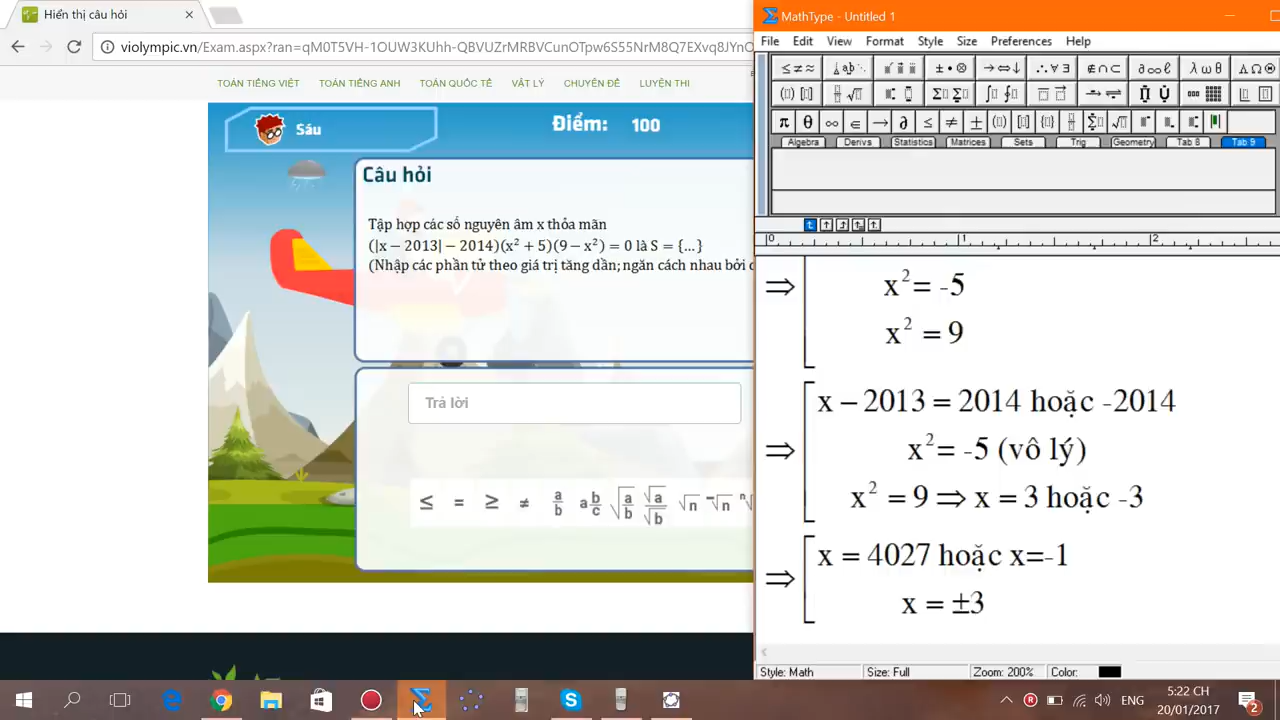 Hiển thị câu hỏi
MathType - Untitled 1
violympic.vn/Exam.aspx?ran=qM0T5VH-1OUW3KUhh-QBVUZrMRBVCunOTpw6S55NrM8Q7EXvq8JYnO
File Edit View Format Style Size Preferences Help
TOÁN TIẾNG VIỆT TOÁN TIẾNG ANH TOÁN QUỐC TẾ VẬT LÝ CHUYÊN ĐỀ LUYỆN THI
Sáu
Điểm: 100
Algebra Derivs Statistics Matrices Sets Trig Geometry Tab 8 Tab 9
Câu hỏi
Tập hợp các số nguyên âm x thỏa mãn
(|x − 2013| − 2014)(x² + 5)(9 − x²) = 0 là S = {...}
(Nhập các phần tử theo giá trị tăng dần; ngăn cách nhau bởi
Trả lời
≤ = ≥ ≠ a/b a b/c √a/b √a/√b √n −√n ⁿ√
0 1 2
⇒ [ x² = -5
x² = 9
⇒ [ x − 2013 = 2014 hoặc -2014
x² = -5 (vô lý)
x² = 9 ⇒ x = 3 hoặc -3
⇒ [ x = 4027 hoặc x=-1
x = ±3
Style: Math Size: Full Zoom: 200% Color:
ENG
5:22 CH
20/01/2017
2